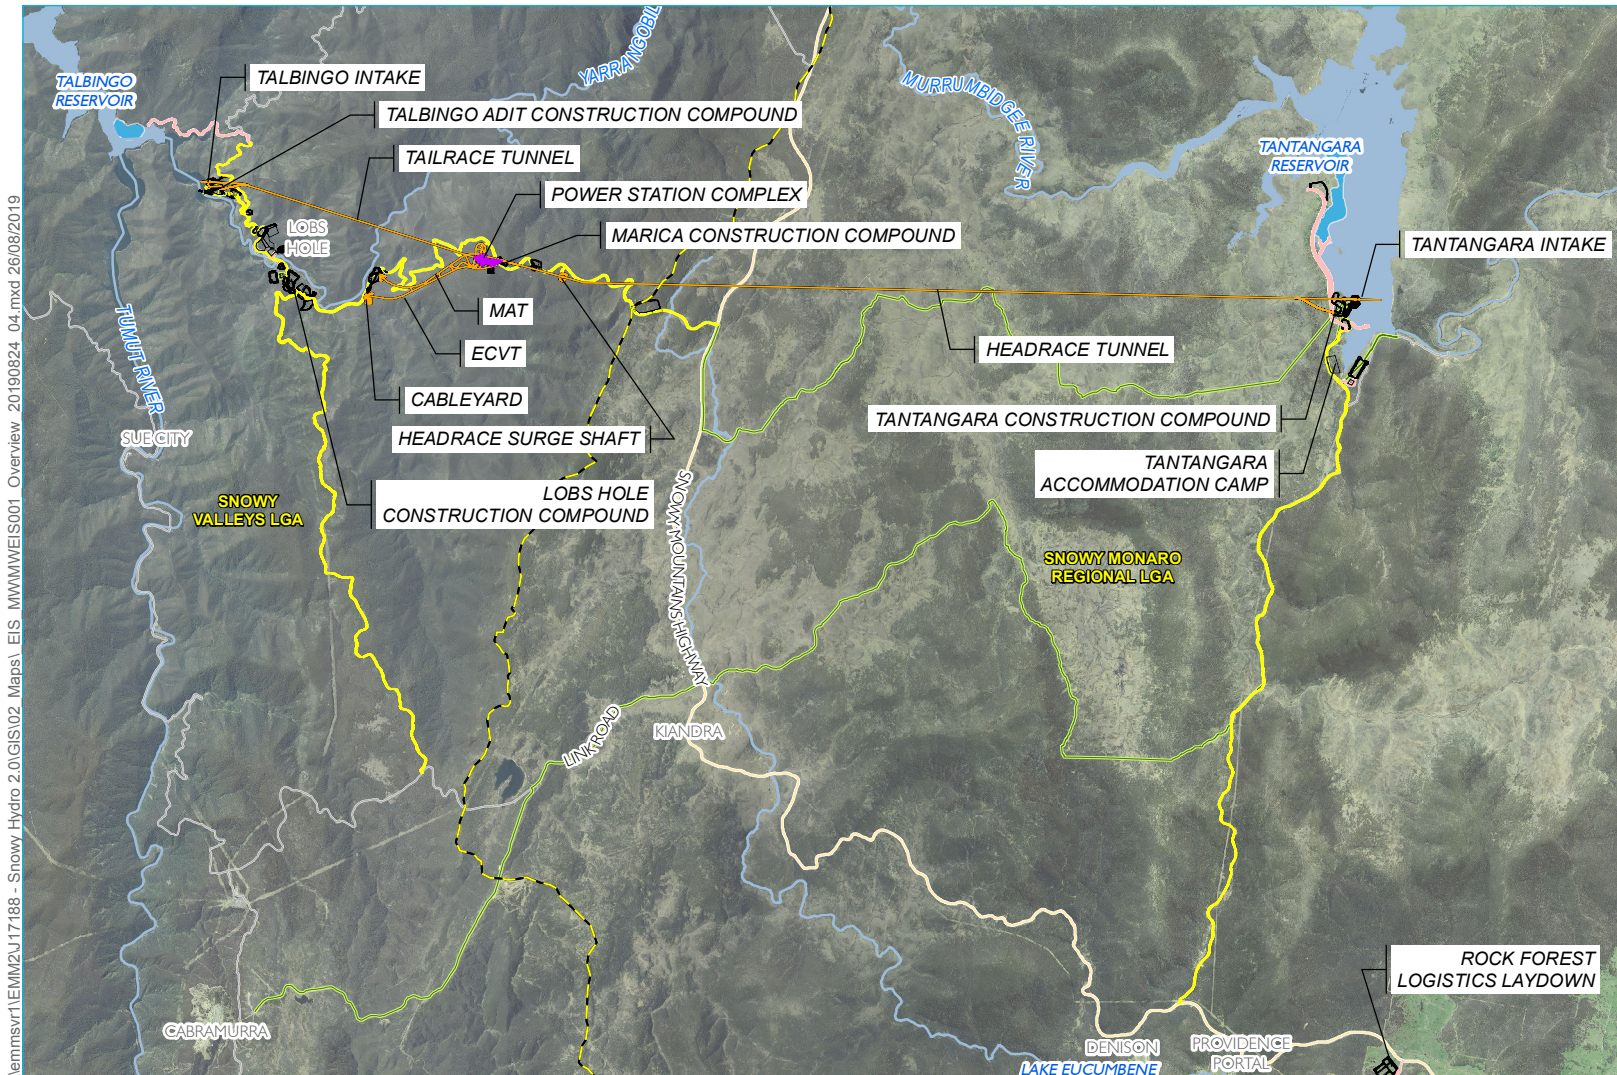 YARRANGOBIL
TALBINGO INTAKE
TALBINGO
RESERVOIR
MURRUMBIDGEE RIVER
TALBINGO ADIT CONSTRUCTION COMPOUND
TAILRACE TUNNEL
TANTANGARA
RESERVOIR
POWER STATION COMPLEX
LOBS
HOLE
MARICA CONSTRUCTION COMPOUND
TANTANGARA INTAKE
MAT
TUMUT RIVER
ECVT
HEADRACE TUNNEL
CABLEYARD
TANTANGARA CONSTRUCTION COMPOUND
SUE CITY
HEADRACE SURGE SHAFT
TANTANGARA
ACCOMMODATION CAMP
LOBS HOLE
CONSTRUCTION COMPOUND
SNOWY
VALLEYS LGA
SNOWY MOUNTAINS HIGHWAY
SNOWY MONARO
REGIONAL LGA
LINK ROAD
KIANDRA
ROCK FOREST
LOGISTICS LAYDOWN
CABRAMURRA
DENISON
PROVIDENCE
PORTAL
LAKE EUCUMBENE
\emmsvr1\EMM2\J17188 - Snowy Hydro 2.0\GIS\02_Maps\_EIS_MWMWEIS001_Overview_20190824_04.mxd 26/08/2019